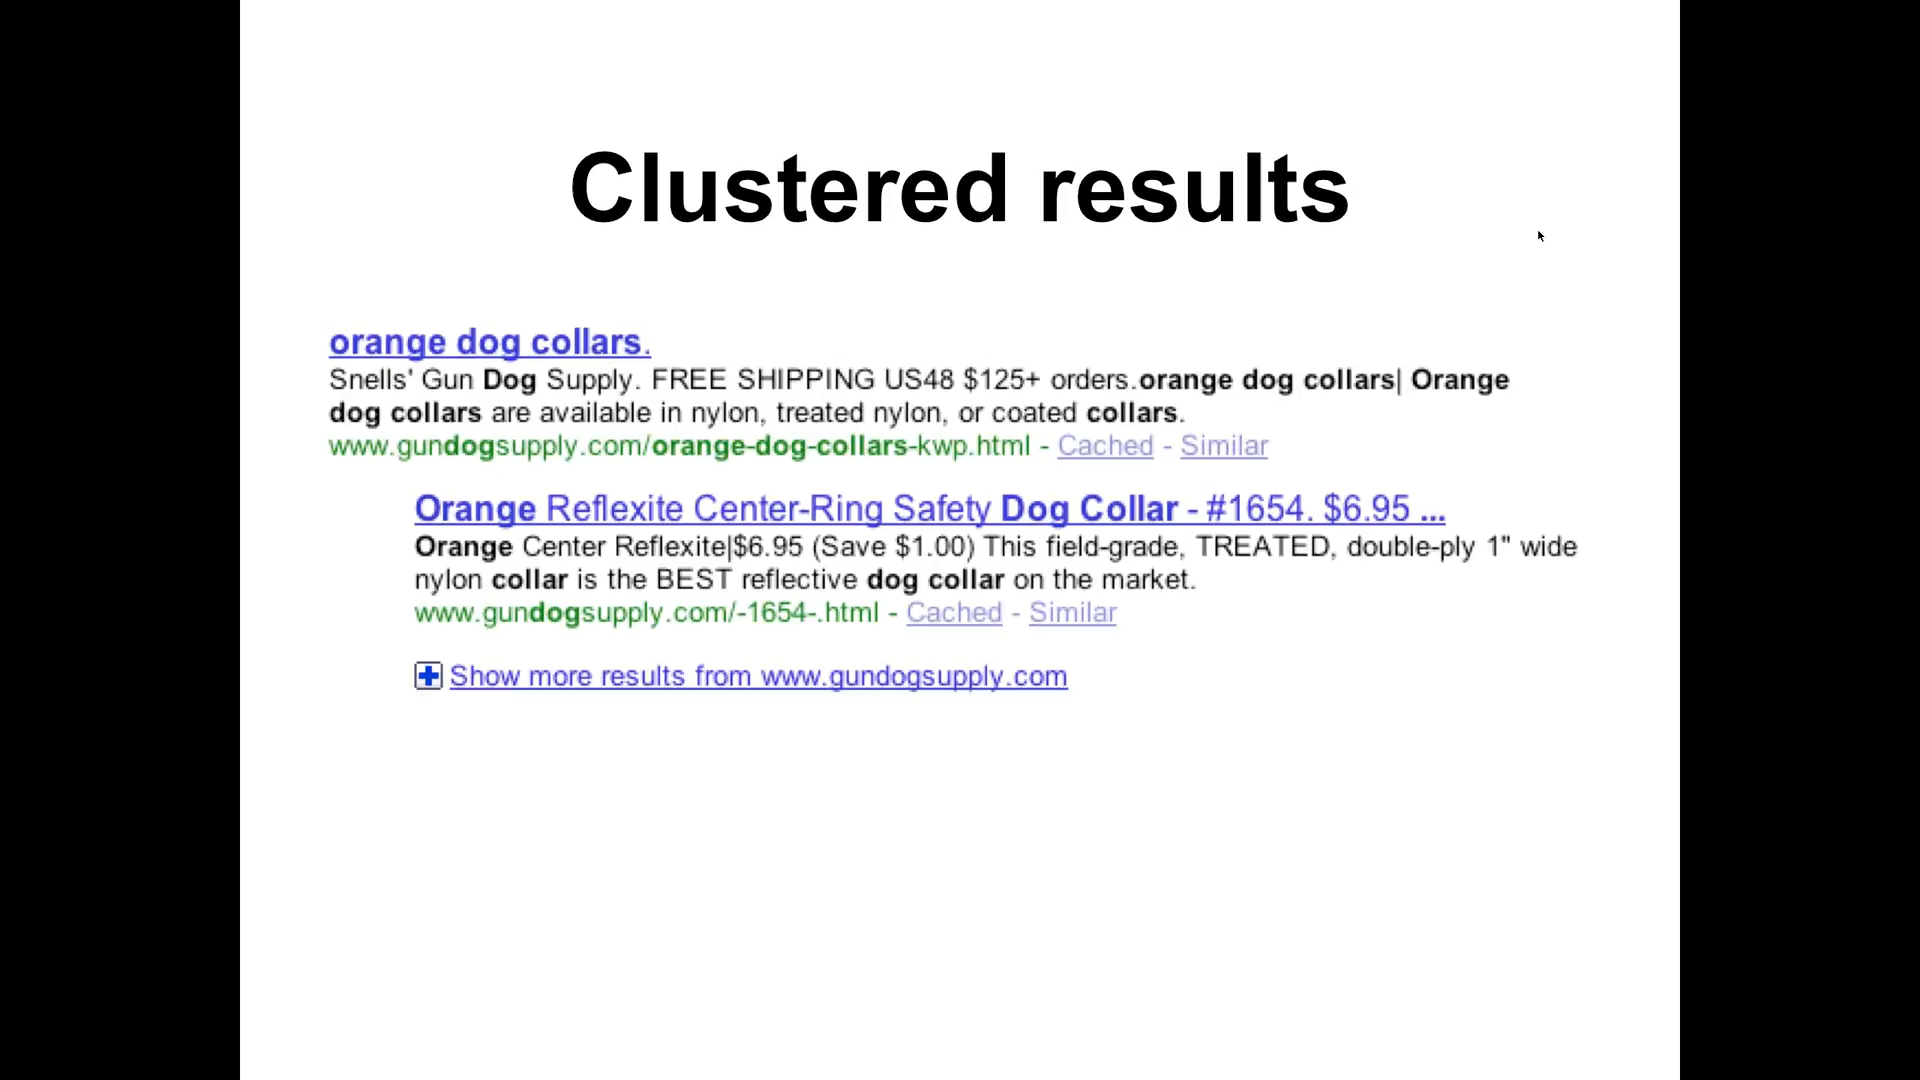 Clustered results
orange dog collars.
Snells' Gun Dog Supply. FREE SHIPPING US48 $125+ orders.orange dog collars| Orange
dog collars are available in nylon, treated nylon, or coated collars.
www.gundogsupply.com/orange-dog-collars-kwp.html - Cached - Similar
Orange Reflexite Center-Ring Safety Dog Collar - #1654. $6.95 ...
Orange Center Reflexite|$6.95 (Save $1.00) This field-grade, TREATED, double-ply 1" wide
nylon collar is the BEST reflective dog collar on the market.
www.gundogsupply.com/-1654-.html - Cached - Similar
Show more results from www.gundogsupply.com